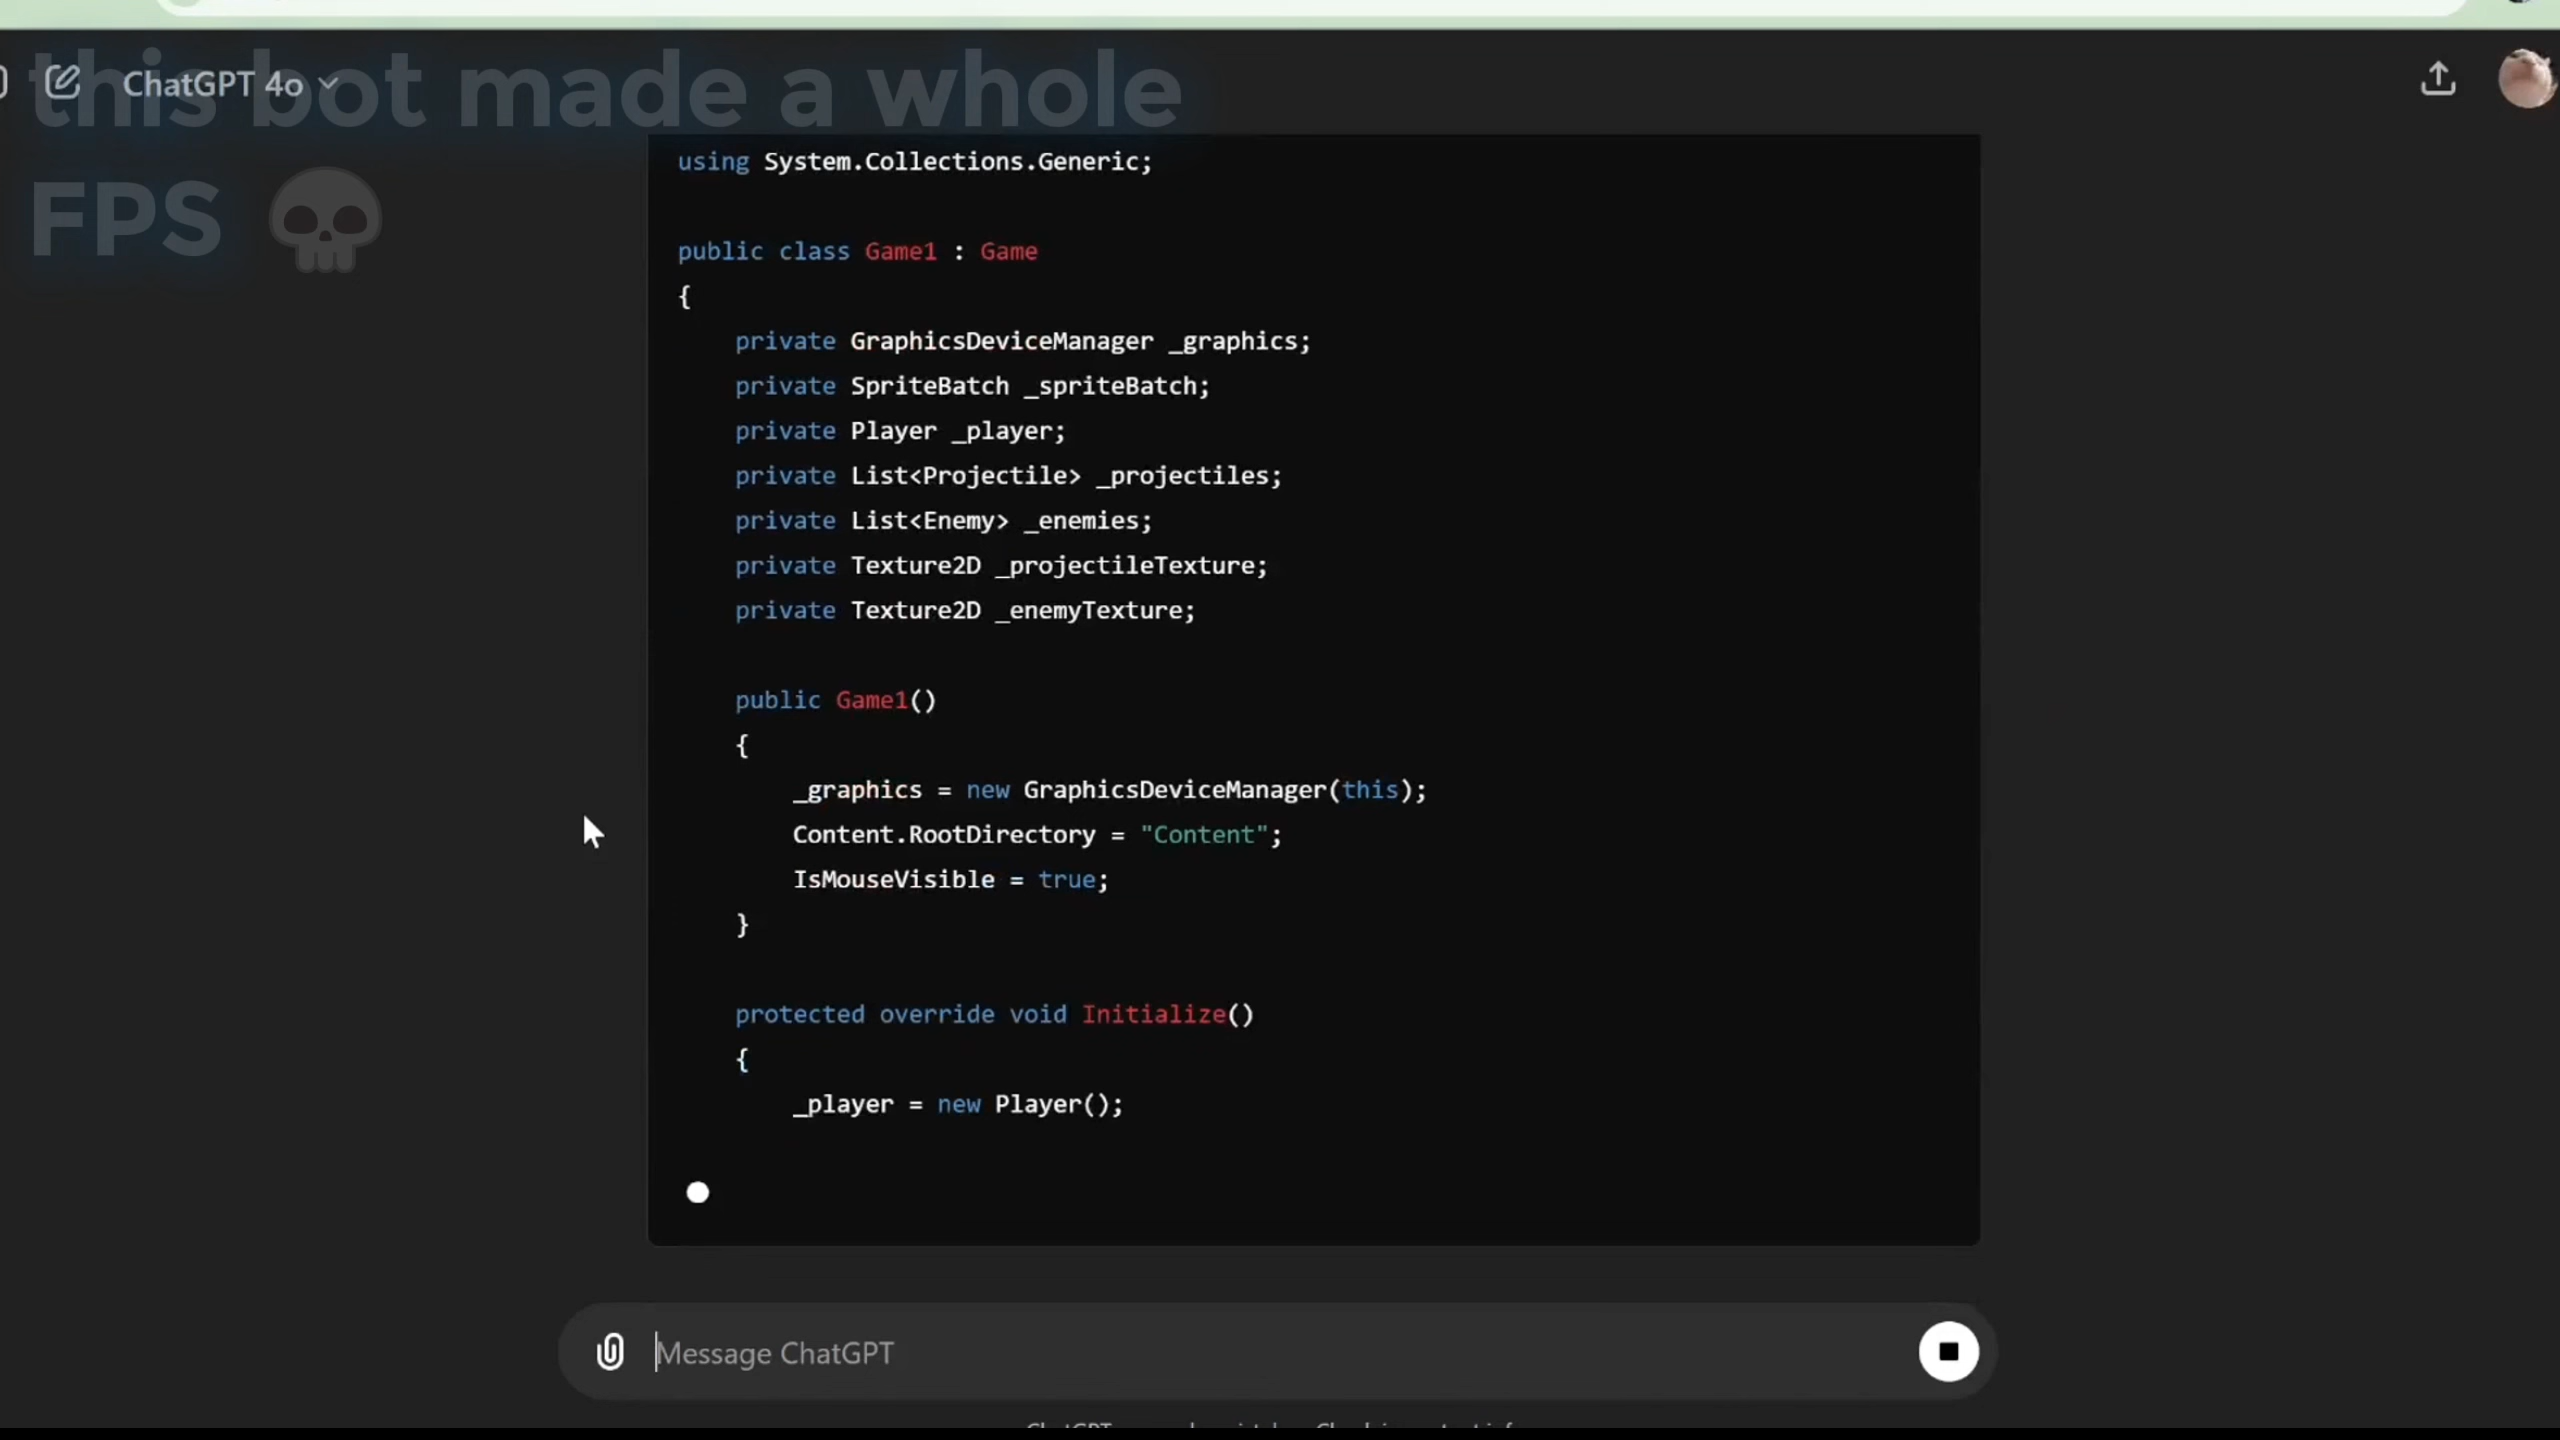 this bot made a whole
FPS 💀
ChatGPT 4o
using System.Collections.Generic;
public class Game1 : Game
{
private GraphicsDeviceManager _graphics;
private SpriteBatch _spriteBatch;
private Player _player;
private List<Projectile> _projectiles;
private List<Enemy> _enemies;
private Texture2D _projectileTexture;
private Texture2D _enemyTexture;
public Game1()
{
_graphics = new GraphicsDeviceManager(this);
Content.RootDirectory = "Content";
IsMouseVisible = true;
}
protected override void Initialize()
{
_player = new Player();
Message ChatGPT